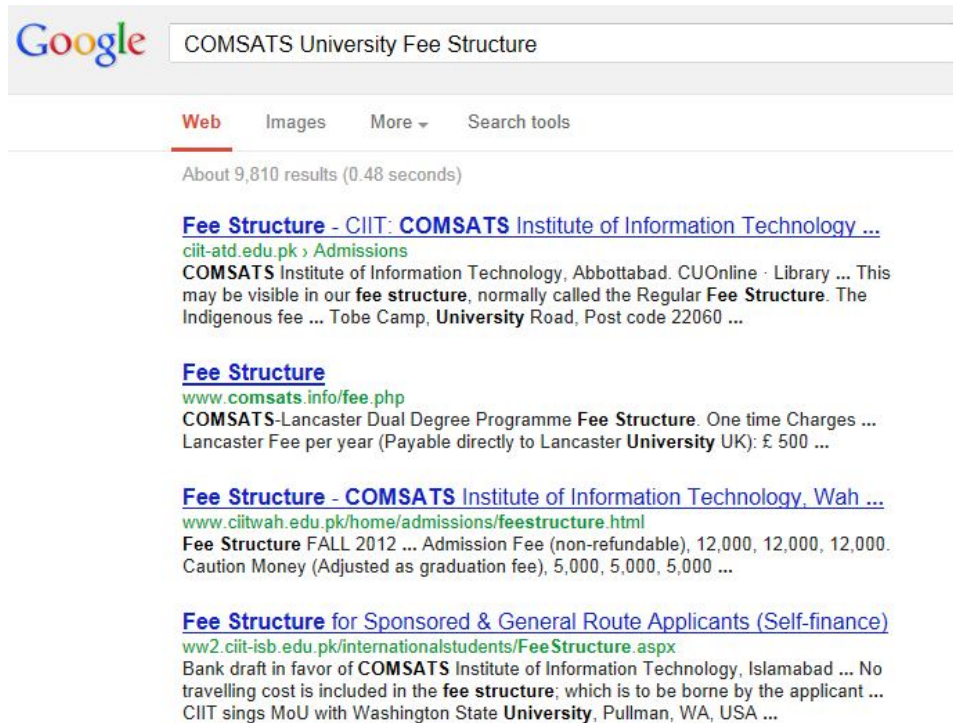 Google COMSATS University Fee Structure
Web Images More Search tools
About 9,810 results (0.48 seconds)
Fee Structure - CIIT: COMSATS Institute of Information Technology ...
ciit-atd.edu.pk › Admissions
COMSATS Institute of Information Technology, Abbottabad. CUOnline · Library ... This
may be visible in our fee structure, normally called the Regular Fee Structure. The
Indigenous fee ... Tobe Camp, University Road, Post code 22060 ...
Fee Structure
www.comsats.info/fee.php
COMSATS-Lancaster Dual Degree Programme Fee Structure. One time Charges ...
Lancaster Fee per year (Payable directly to Lancaster University UK): £ 500 ...
Fee Structure - COMSATS Institute of Information Technology, Wah ...
www.ciitwah.edu.pk/home/admissions/feestructure.html
Fee Structure FALL 2012 ... Admission Fee (non-refundable), 12,000, 12,000, 12,000.
Caution Money (Adjusted as graduation fee), 5,000, 5,000, 5,000 ...
Fee Structure for Sponsored & General Route Applicants (Self-finance)
ww2.ciit-isb.edu.pk/internationalstudents/FeeStructure.aspx
Bank draft in favor of COMSATS Institute of Information Technology, Islamabad ... No
travelling cost is included in the fee structure; which is to be borne by the applicant ...
CIIT sings MoU with Washington State University, Pullman, WA, USA ...